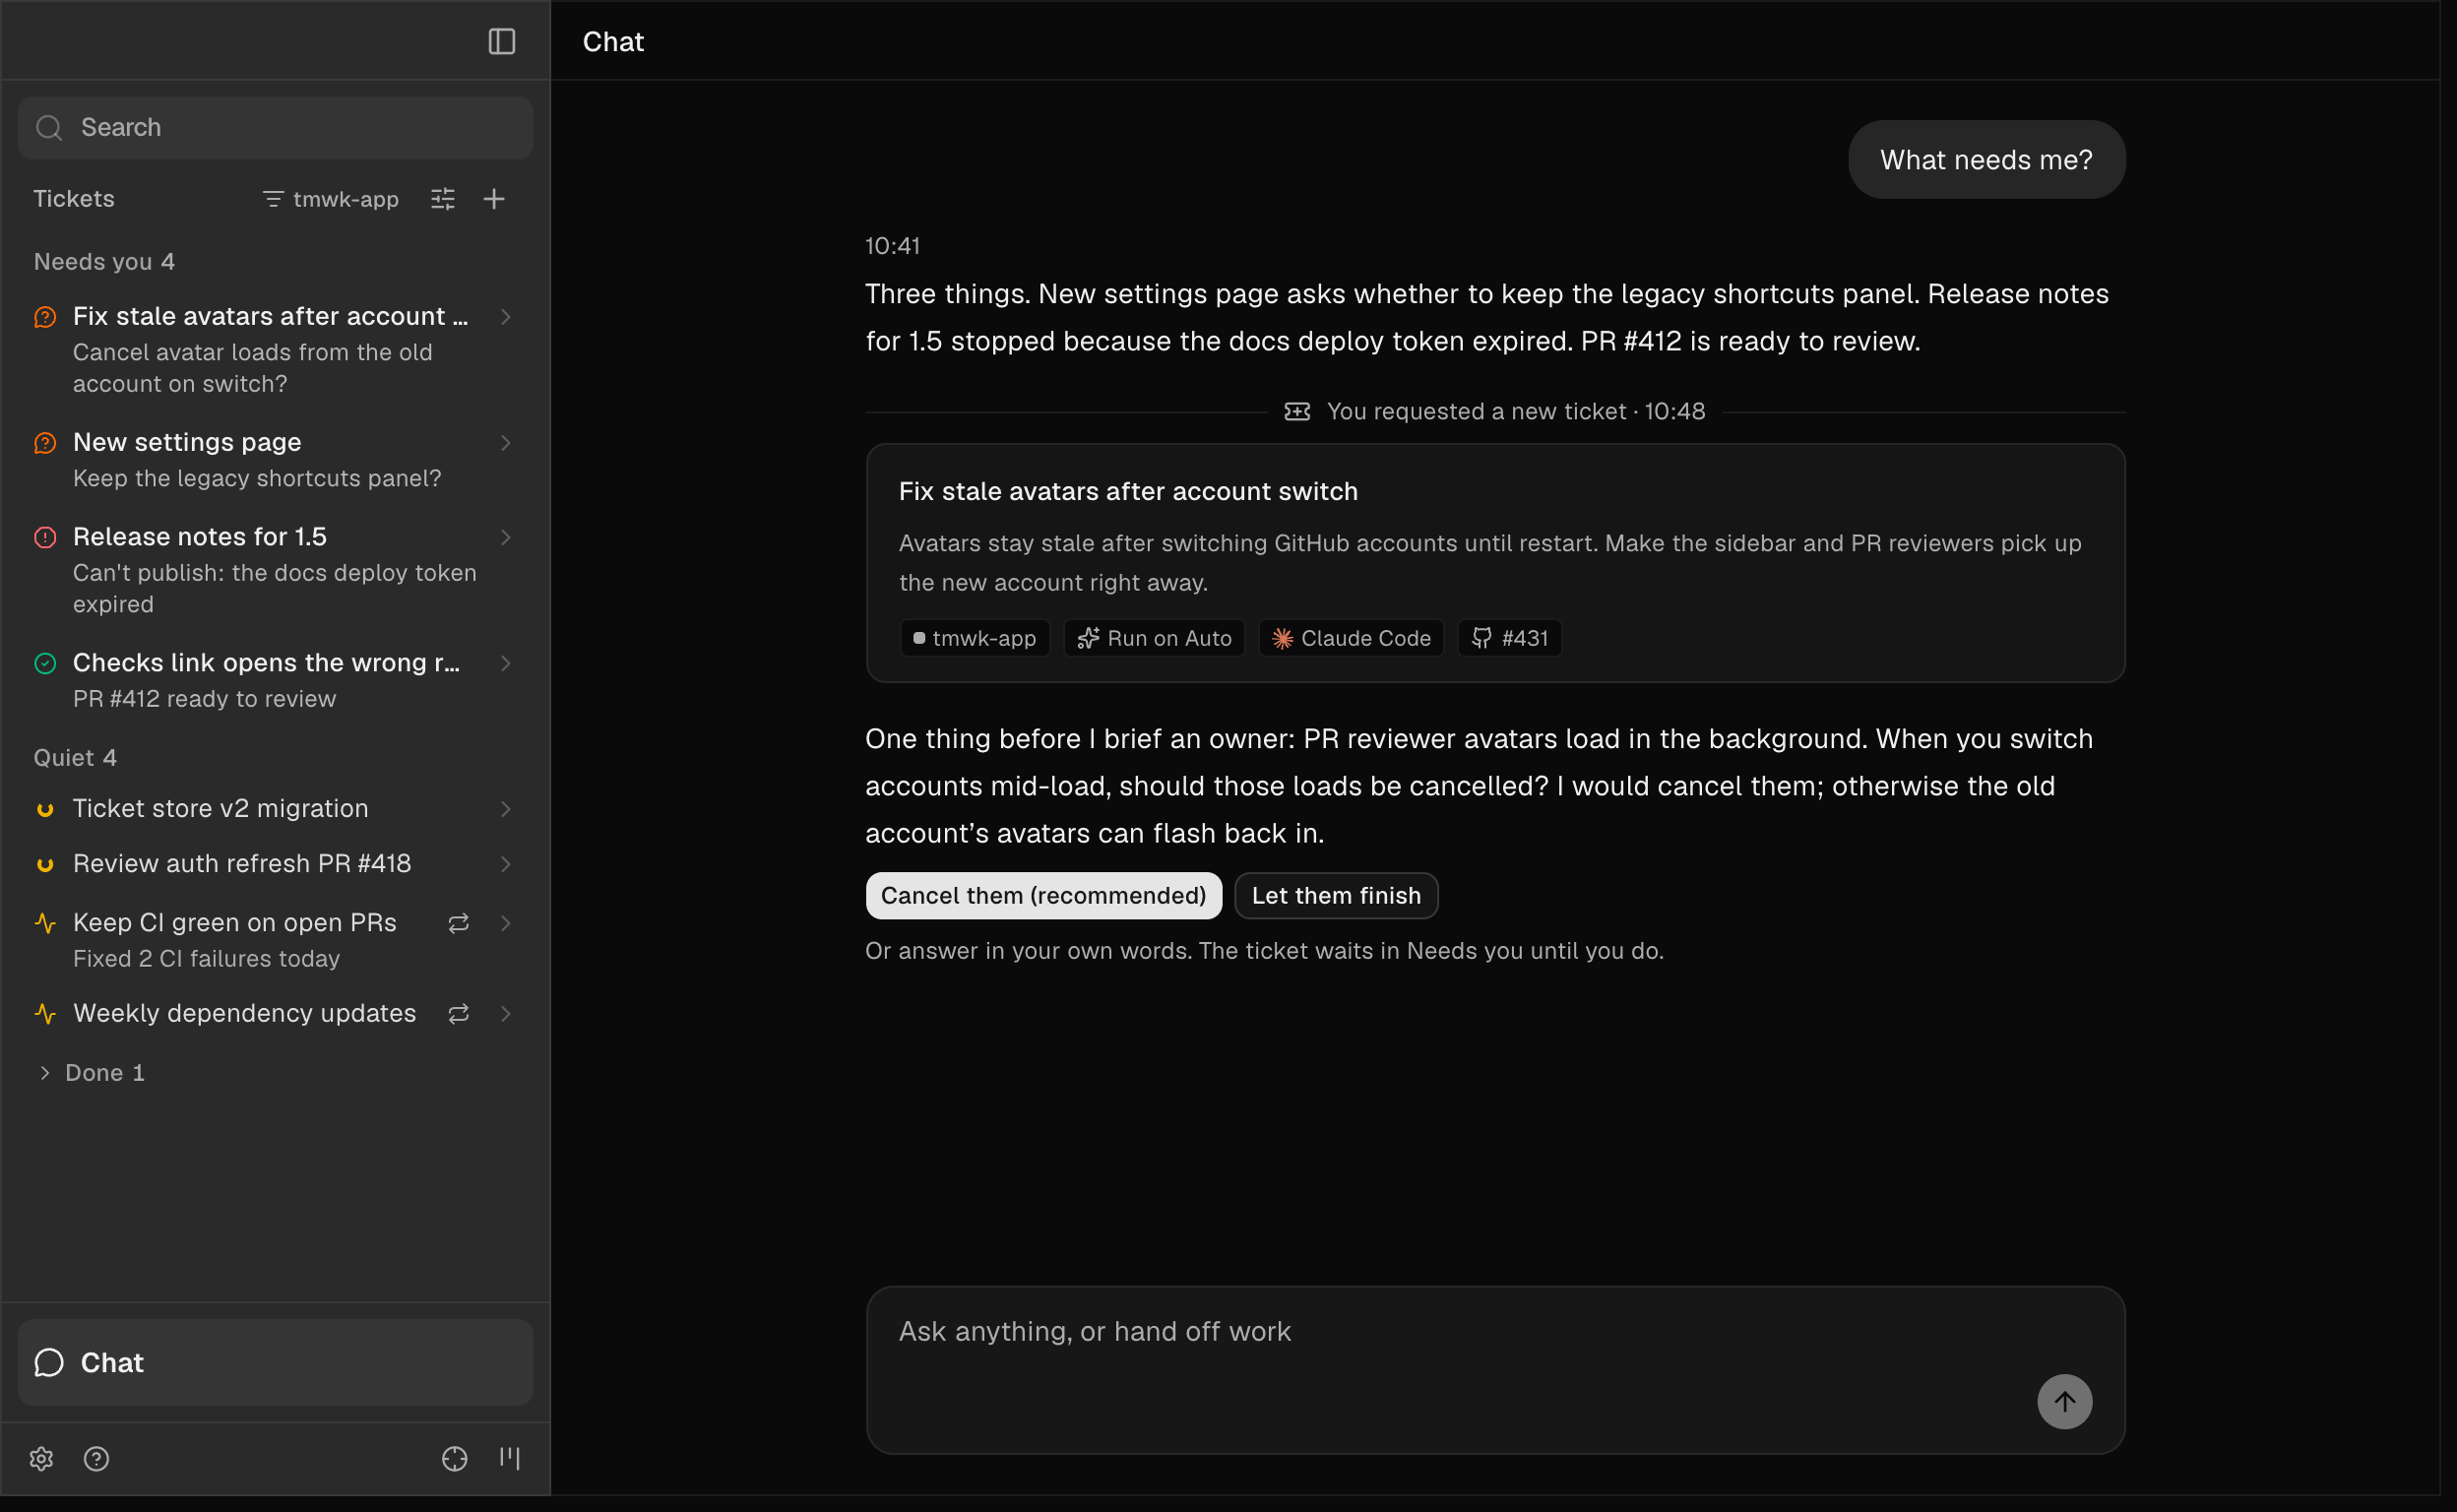 Search
Tickets
tmwk-app
Needs you 4
Fix stale avatars after account ...
Cancel avatar loads from the old
account on switch?
New settings page
Keep the legacy shortcuts panel?
Release notes for 1.5
Can't publish: the docs deploy token
expired
Checks link opens the wrong r...
PR #412 ready to review
Quiet 4
Ticket store v2 migration
Review auth refresh PR #418
Keep CI green on open PRs
Fixed 2 CI failures today
Weekly dependency updates
Done 1
Chat
Chat
What needs me?
10:41
Three things. New settings page asks whether to keep the legacy shortcuts panel. Release notes
for 1.5 stopped because the docs deploy token expired. PR #412 is ready to review.
You requested a new ticket · 10:48
Fix stale avatars after account switch
Avatars stay stale after switching GitHub accounts until restart. Make the sidebar and PR reviewers pick up
the new account right away.
tmwk-app
Run on Auto
Claude Code
#431
One thing before I brief an owner: PR reviewer avatars load in the background. When you switch
accounts mid-load, should those loads be cancelled? I would cancel them; otherwise the old
account’s avatars can flash back in.
Cancel them (recommended)
Let them finish
Or answer in your own words. The ticket waits in Needs you until you do.
Ask anything, or hand off work